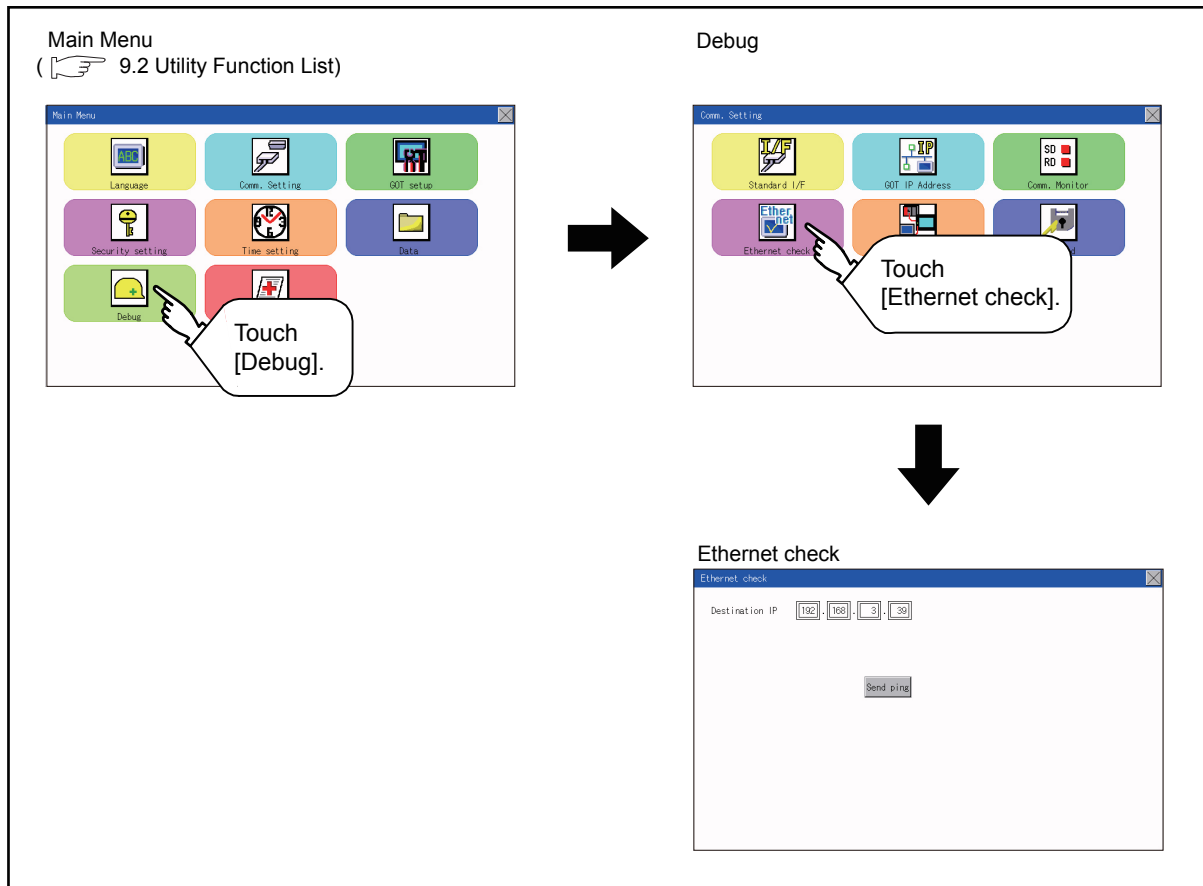 Main Menu
( 9.2 Utility Function List)
Main Menu
ABC
Language
Comm. Setting
GOT setup
Security setting
Time setting
Data
Debug
Touch
[Debug].
Debug
Comm. Setting
I/F
Standard I/F
IP
GOT IP Address
SD
RD
Comm. Monitor
Ether
net
Ethernet check
Touch
[Ethernet check].
Ethernet check
Ethernet check
Destination IP 192 . 168 . 3 . 39
Send ping